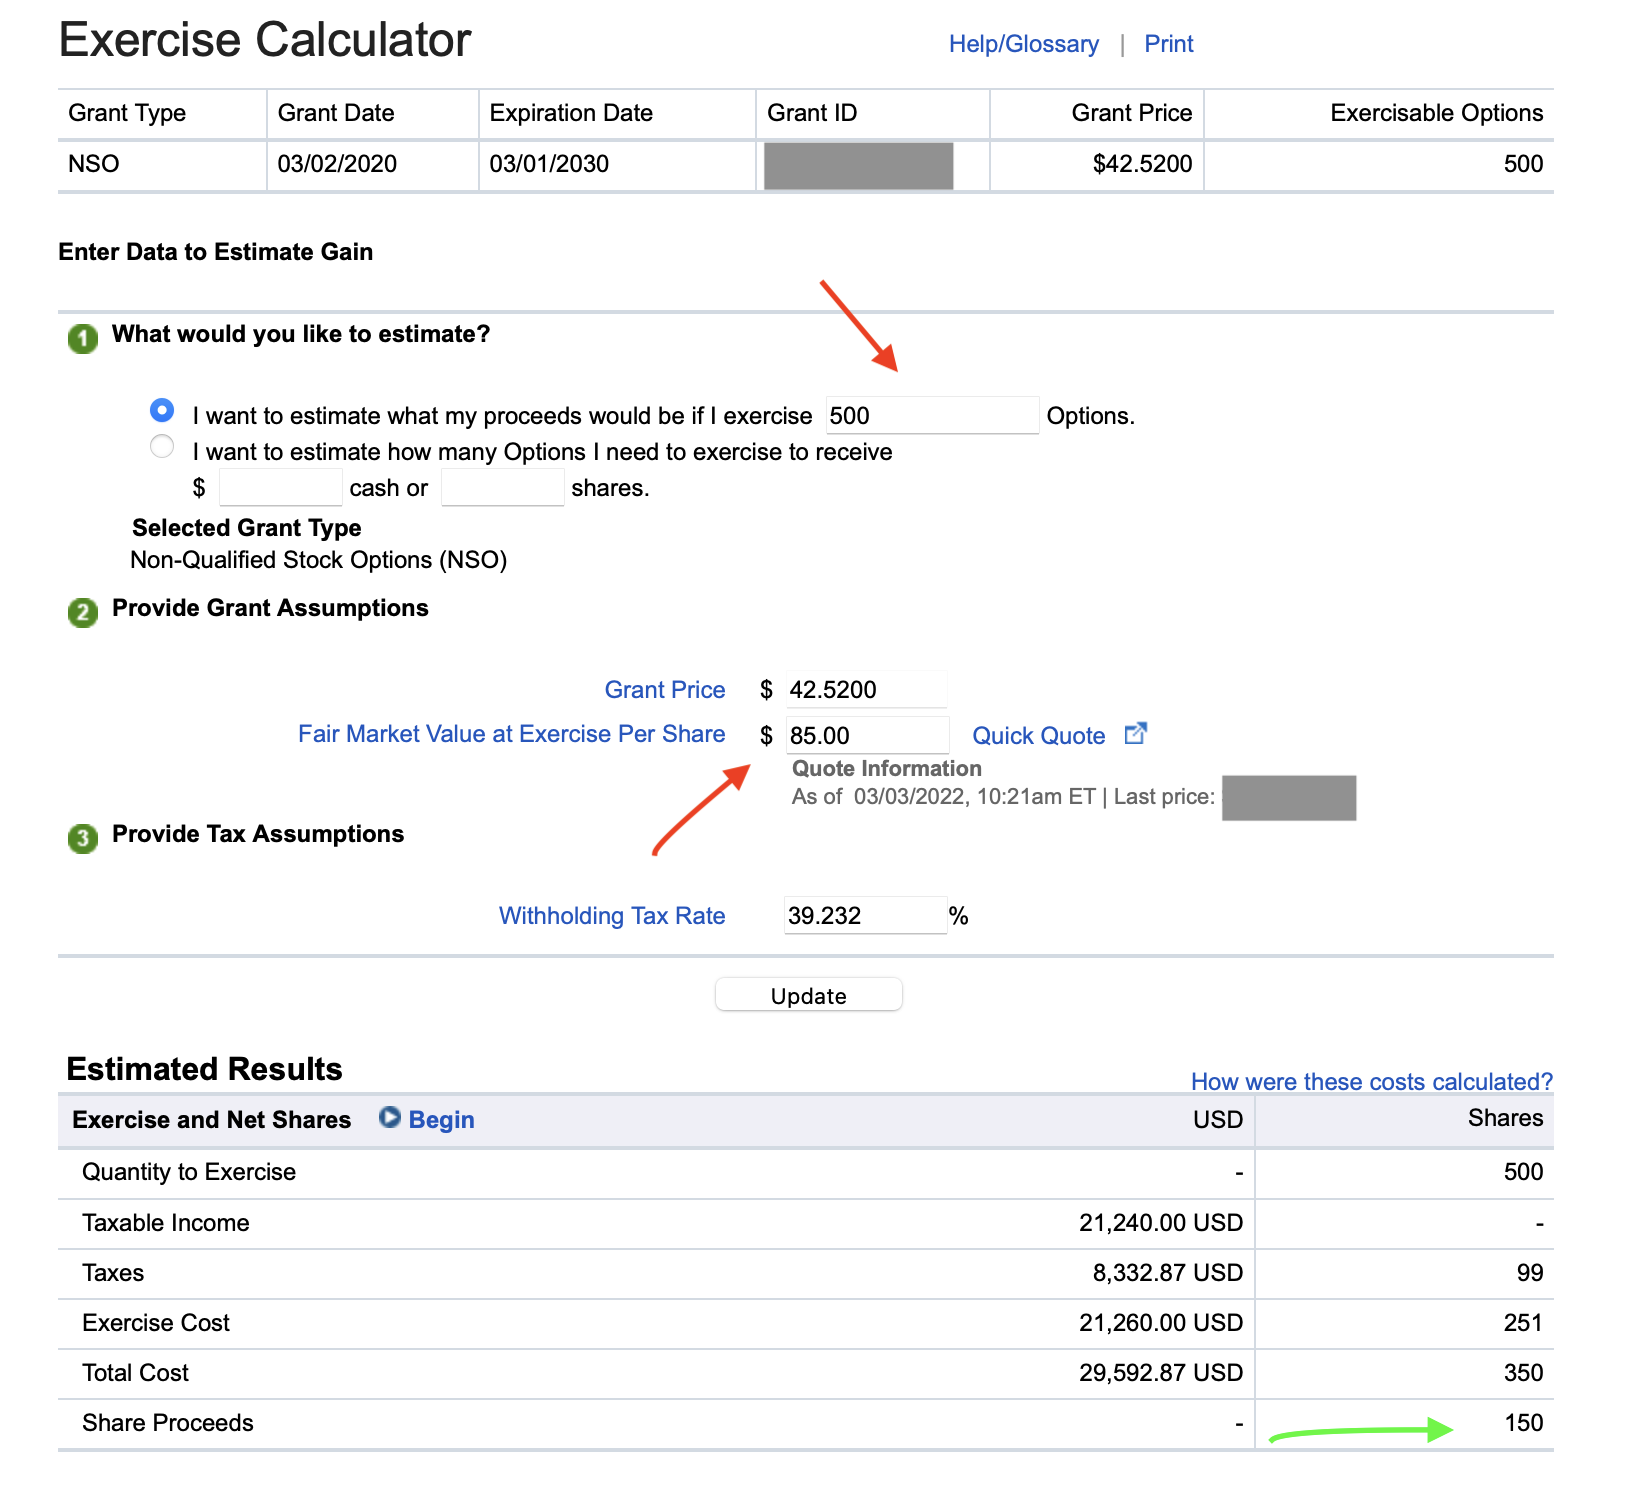 Exercise Calculator
Help/Glossary | Print
Grant Type Grant Date Expiration Date Grant ID Grant Price Exercisable Options
NSO 03/02/2020 03/01/2030 $42.5200 500
Enter Data to Estimate Gain
1 What would you like to estimate?
I want to estimate what my proceeds would be if I exercise 500 Options.
I want to estimate how many Options I need to exercise to receive
$ cash or shares.
Selected Grant Type
Non-Qualified Stock Options (NSO)
2 Provide Grant Assumptions
Grant Price $ 42.5200
Fair Market Value at Exercise Per Share $ 85.00 Quick Quote
Quote Information
As of 03/03/2022, 10:21am ET | Last price:
3 Provide Tax Assumptions
Withholding Tax Rate 39.232 %
Update
Estimated Results
How were these costs calculated?
Exercise and Net Shares Begin USD Shares
Quantity to Exercise - 500
Taxable Income 21,240.00 USD -
Taxes 8,332.87 USD 99
Exercise Cost 21,260.00 USD 251
Total Cost 29,592.87 USD 350
Share Proceeds - 150